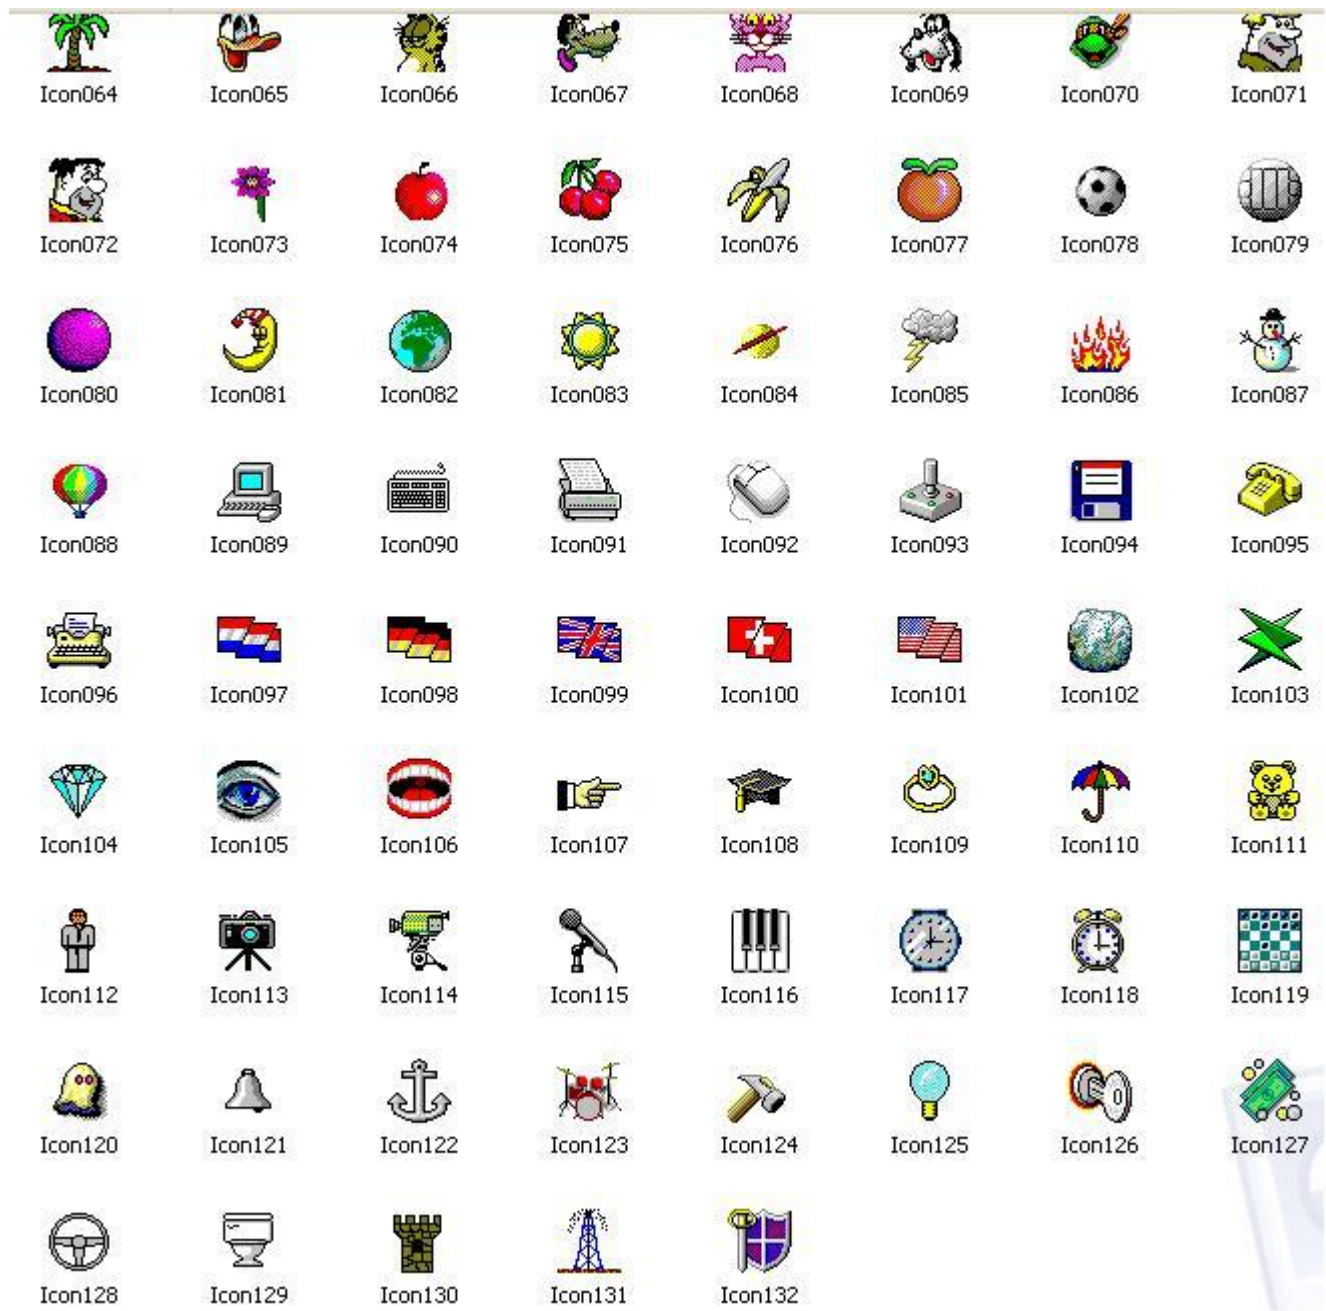 Icon064 Icon065 Icon066 Icon067 Icon068 Icon069 Icon070 Icon071
Icon072 Icon073 Icon074 Icon075 Icon076 Icon077 Icon078 Icon079
Icon080 Icon081 Icon082 Icon083 Icon084 Icon085 Icon086 Icon087
Icon088 Icon089 Icon090 Icon091 Icon092 Icon093 Icon094 Icon095
Icon096 Icon097 Icon098 Icon099 Icon100 Icon101 Icon102 Icon103
Icon104 Icon105 Icon106 Icon107 Icon108 Icon109 Icon110 Icon111
Icon112 Icon113 Icon114 Icon115 Icon116 Icon117 Icon118 Icon119
Icon120 Icon121 Icon122 Icon123 Icon124 Icon125 Icon126 Icon127
Icon128 Icon129 Icon130 Icon131 Icon132